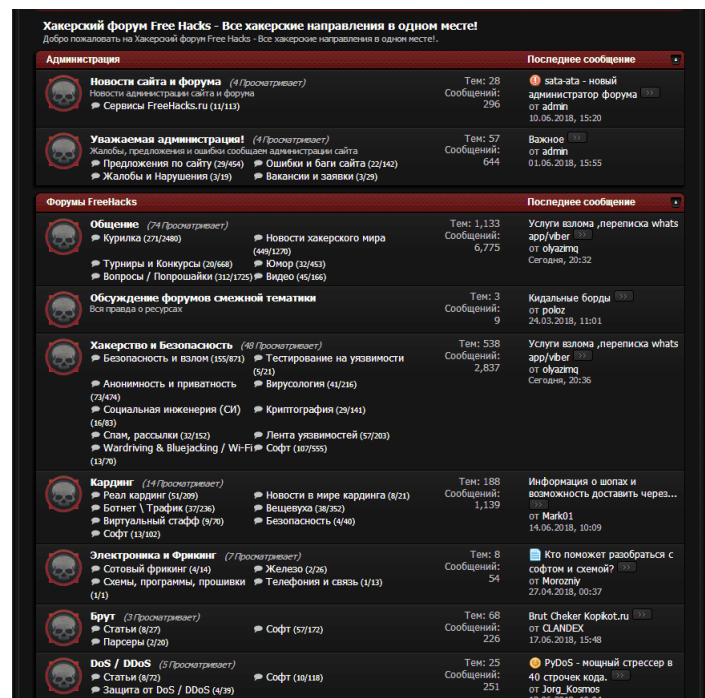 Хакерский форум Free Hacks - Все хакерские направления в одном месте!
Добро пожаловать на Хакерский форум Free Hacks - Все хакерские направления в одном месте!.
Администрация Последнее сообщение
Новости сайта и форума (4 Просматривает)
Новости администрации сайта и форума
Сервисы FreeHacks.ru (11/113)
Тем: 28
Сообщений: 296
sata-ata - новый администратор форума
от admin
10.06.2018, 15:20
Уважаемая администрация! (4 Просматривает)
Жалобы, предложения и ошибки сообщаем администрации сайта
Предложения по сайту (29/454) Ошибки и баги сайта (22/142)
Жалобы и Нарушения (3/19) Вакансии и заявки (3/29)
Тем: 57
Сообщений: 644
Важное
от admin
01.06.2018, 15:55
Форумы FreeHacks Последнее сообщение
Общение (74 Просматривает)
Курилка (271/2480) Новости хакерского мира (449/1270)
Турниры и Конкурсы (20/668) Юмор (32/453)
Вопросы / Попрошайки (312/1725) Видео (45/166)
Тем: 1,133
Сообщений: 6,775
Услуги взлома ,переписка whats app/viber
от olyazimq
Сегодня, 20:32
Обсуждение форумов смежной тематики
Вся правда о ресурсах
Тем: 3
Сообщений: 9
Кидальные борды
от poloz
24.03.2018, 11:01
Хакерство и Безопасность (48 Просматривает)
Безопасность и взлом (155/871) Тестирование на уязвимости (5/21)
Анонимность и приватность (73/474) Вирусология (41/216)
Социальная инженерия (СИ) (16/83) Криптография (29/141)
Спам, рассылки (32/152) Лента уязвимостей (57/203)
Wardriving & Bluejacking / Wi-Fi (13/70) Софт (107/555)
Тем: 538
Сообщений: 2,837
Услуги взлома ,переписка whats app/viber
от olyazimq
Сегодня, 20:36
Кардинг (14 Просматривает)
Реал кардинг (51/209) Новости в мире кардинга (8/21)
Ботнет \ Трафик (37/236) Вещевуха (38/352)
Виртуальный стафф (9/70) Безопасность (4/40)
Софт (13/102)
Тем: 188
Сообщений: 1,139
Информация о шопах и возможность доставить через...
от Mark01
14.06.2018, 10:09
Электроника и Фрикинг (7 Просматривает)
Сотовый фрикинг (4/14) Железо (2/26)
Схемы, программы, прошивки (1/1) Телефония и связь (1/13)
Тем: 8
Сообщений: 54
Кто поможет разобраться с софтом и схемой?
от Morozniy
27.04.2018, 00:37
Брут (3 Просматривает)
Статьи (8/27) Софт (57/172)
Парсеры (2/20)
Тем: 68
Сообщений: 226
Brut Cheker Kopikot.ru
от CLANDEX
17.06.2018, 15:48
DoS / DDoS (5 Просматривает)
Статьи (8/72) Софт (10/118)
Защита от DoS / DDoS (4/39)
Тем: 25
Сообщений: 251
PyDoS - мощный стрессер в 40 строчек кода.
от Jorg_Kosmos